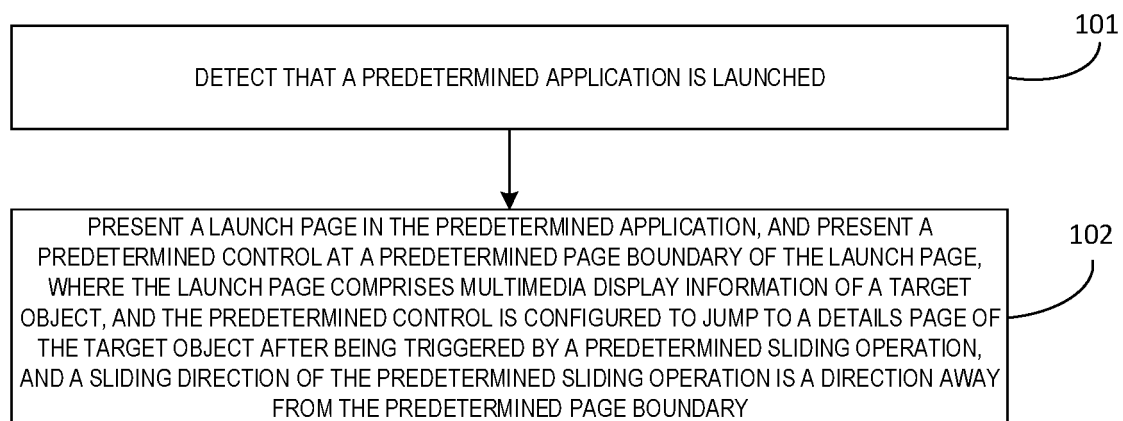 101
DETECT THAT A PREDETERMINED APPLICATION IS LAUNCHED
PRESENT A LAUNCH PAGE IN THE PREDETERMINED APPLICATION, AND PRESENT A
PREDETERMINED CONTROL AT A PREDETERMINED PAGE BOUNDARY OF THE LAUNCH PAGE,
WHERE THE LAUNCH PAGE COMPRISES MULTIMEDIA DISPLAY INFORMATION OF A TARGET
OBJECT, AND THE PREDETERMINED CONTROL IS CONFIGURED TO JUMP TO A DETAILS PAGE OF
THE TARGET OBJECT AFTER BEING TRIGGERED BY A PREDETERMINED SLIDING OPERATION,
AND A SLIDING DIRECTION OF THE PREDETERMINED SLIDING OPERATION IS A DIRECTION AWAY
FROM THE PREDETERMINED PAGE BOUNDARY
102